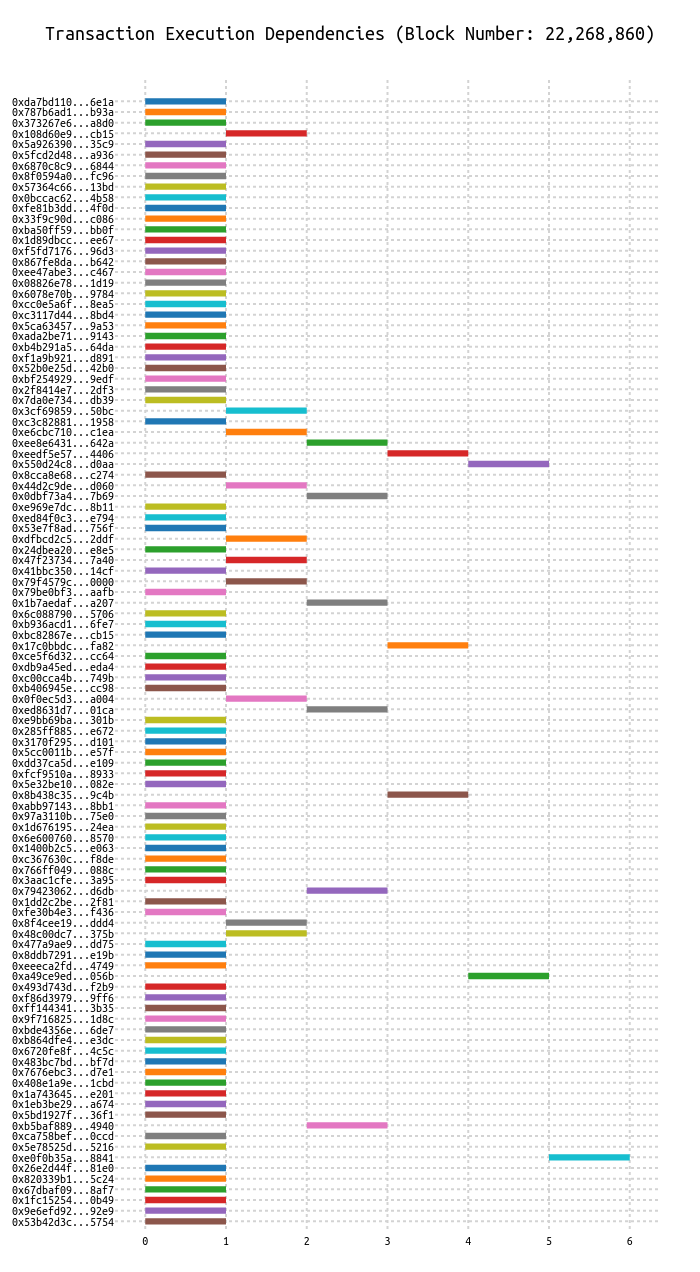 Transaction Execution Dependencies (Block Number: 22,268,860)
0xda7bd110...6e1a
0x787b6ad1...b93a
0x373267e6...a8d0
0x108d60e9...cb15
0x5a926390...35c9
0x5fcd2d48...a936
0x6870c8c9...6844
0x8f0594a0...fc96
0x57364c66...13bd
0x0bccac62...4b58
0xfe81b3dd...4f0d
0x33f9c90d...c086
0xba50ff59...bb0f
0x1d89dbcc...ee67
0xf5fd7176...96d3
0x867fe8da...b642
0xee47abe3...c467
0x08826e78...1d19
0x6078e70b...9784
0xcc0e5a6f...8ea5
0xc3117d44...8bd4
0x5ca63457...9a53
0xada2be71...9143
0xb4b291a5...64da
0xf1a9b921...d891
0x52b0e25d...42b0
0xbf254929...9edf
0x2f8414e7...2df3
0x7da0e734...db39
0x3cf69859...50bc
0xc3c82881...1958
0x6cbc710...c1ea
0xee8e6431...642a
0xeedf5e57...4406
0x550d24c8...d0aa
0x8cca8e68...c274
0x44d2c9de...d060
0x0dbf73a4...7b69
0xe969e7dc...8b11
0xed84f0c3...e794
0x53e7f8ad...756f
0xdfbcd2c5...2ddf
0x24dbea20...e8e5
0x47f23734...7a40
0x41bbc350...14cf
0x79f4579c...0000
0x79be0bf3...aafb
0x1b7aedaf...a207
0x6c088790...5706
0xb936acd1...6fe7
0xbc82867e...cb15
0x17c0bbdc...fa82
0xce5f6d32...cc64
0xdb9a45ed...eda4
0xc00cca4b...749b
0xb406945e...cc98
0x0f0ec5d3...a004
0xed8631d7...01ca
0xe9bb69ba...301b
0x285ff885...e672
0x3170f295...d101
0x5cc0011b...e57f
0xdd37ca5d...e109
0xfcf9510a...8933
0x5e32be10...082e
0x8b438c35...9c4b
0xabb97143...8bb1
0x97a3110b...75e0
0x1d676195...24ea
0x6e600760...8570
0x1400b2c5...e063
0xc367630c...f8de
0x766ff049...088c
0x3aac1cfe...3a95
0x79423062...d6db
0x1dd2c2be...2f81
0xfe30b4e3...f436
0x8f4cee19...ddd4
0x48c00dc7...375b
0x477a9ae9...dd75
0x8ddb7291...e19b
0xeeeca2fd...4749
0xa49ce9ed...056b
0x493d743d...f2b9
0xf86d3979...9ff6
0xff144341...3b35
0x9f716825...1d8c
0xbde4356e...6de7
0xb864dfe4...e3dc
0x6720fe8f...4c5c
0x483bc7bd...bf7d
0x7676ebc3...d7e1
0x408e1a9e...1cbd
0x1a743645...e201
0x1eb3be29...a674
0x5bd1927f...36f1
0xb5baf889...4940
0xca758bef...0ccd
0x5e78525d...5216
0xe0f0b35a...8841
0x26e2d44f...81e0
0x820339b1...5c24
0x67dbaf09...8af7
0x1fc15254...0b49
0x9e6efd92...92e9
0x53b42d3c...5754
0 1 2 3 4 5 6